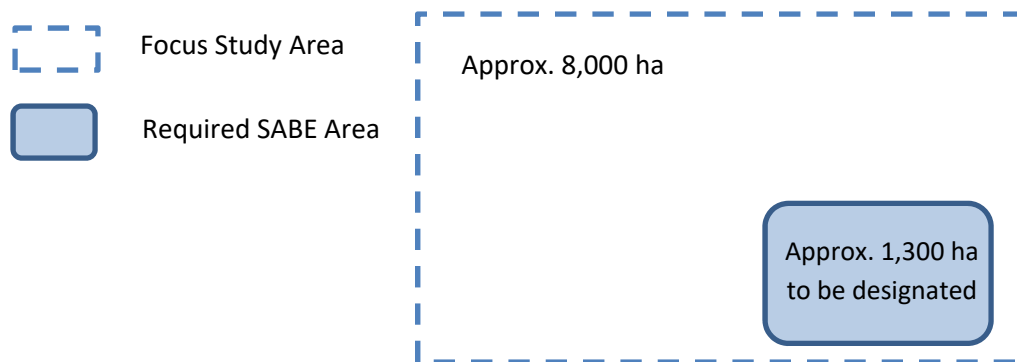 Focus Study Area
Required SABE Area
Approx. 8,000 ha
Approx. 1,300 ha
to be designated